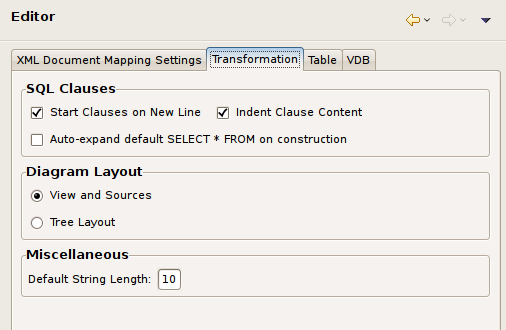 Editor
XML Document Mapping Settings Transformation Table VDB
SQL Clauses
Start Clauses on New Line Indent Clause Content
Auto-expand default SELECT * FROM on construction
Diagram Layout
View and Sources
Tree Layout
Miscellaneous
Default String Length: 10